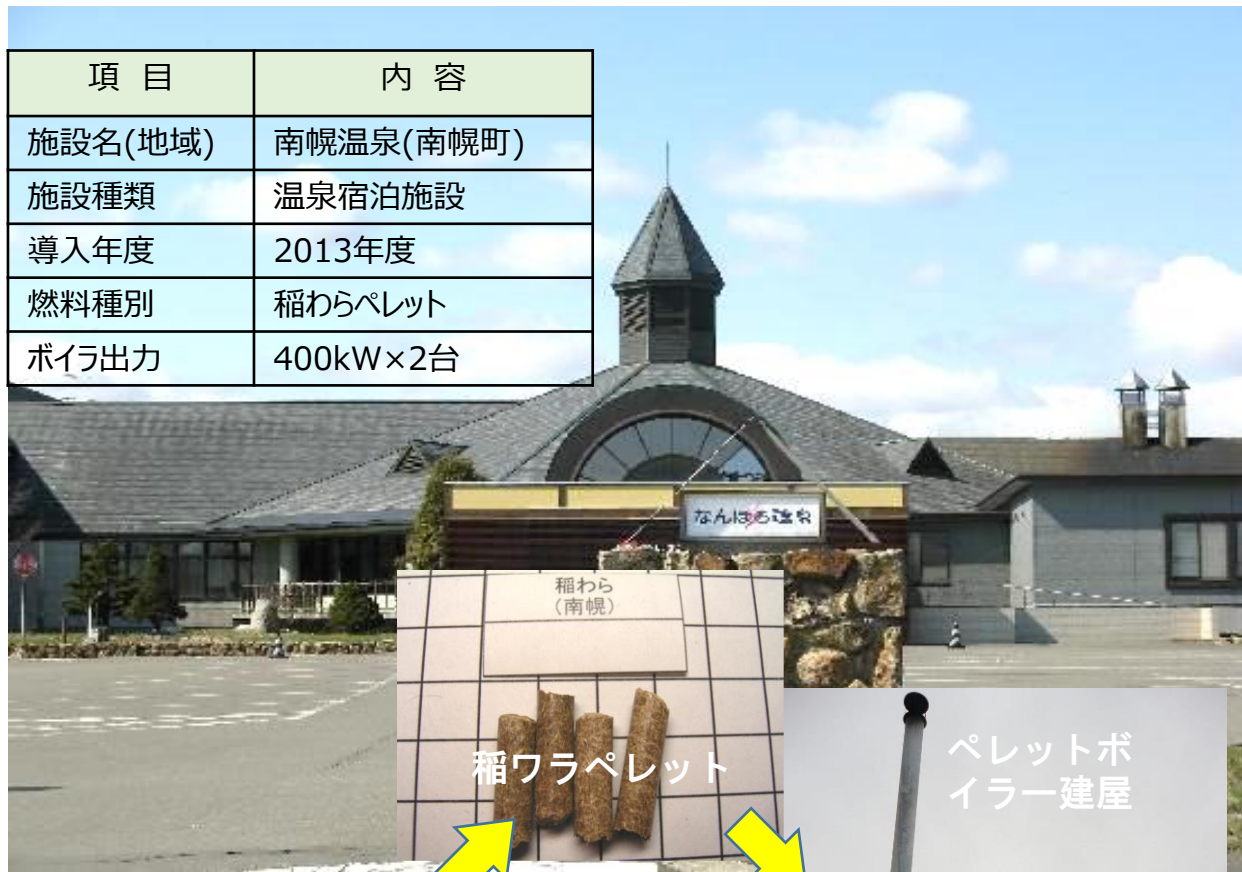 項 目 内 容
施設名(地域) 南幌温泉(南幌町)
施設種類 温泉宿泊施設
導入年度 2013年度
燃料種別 稲わらペレット
ボイラ出力 400kW×2台
なんぽろ温泉
稲わら
(南幌)
稲ワラペレット
ペレットボ
イラー建屋